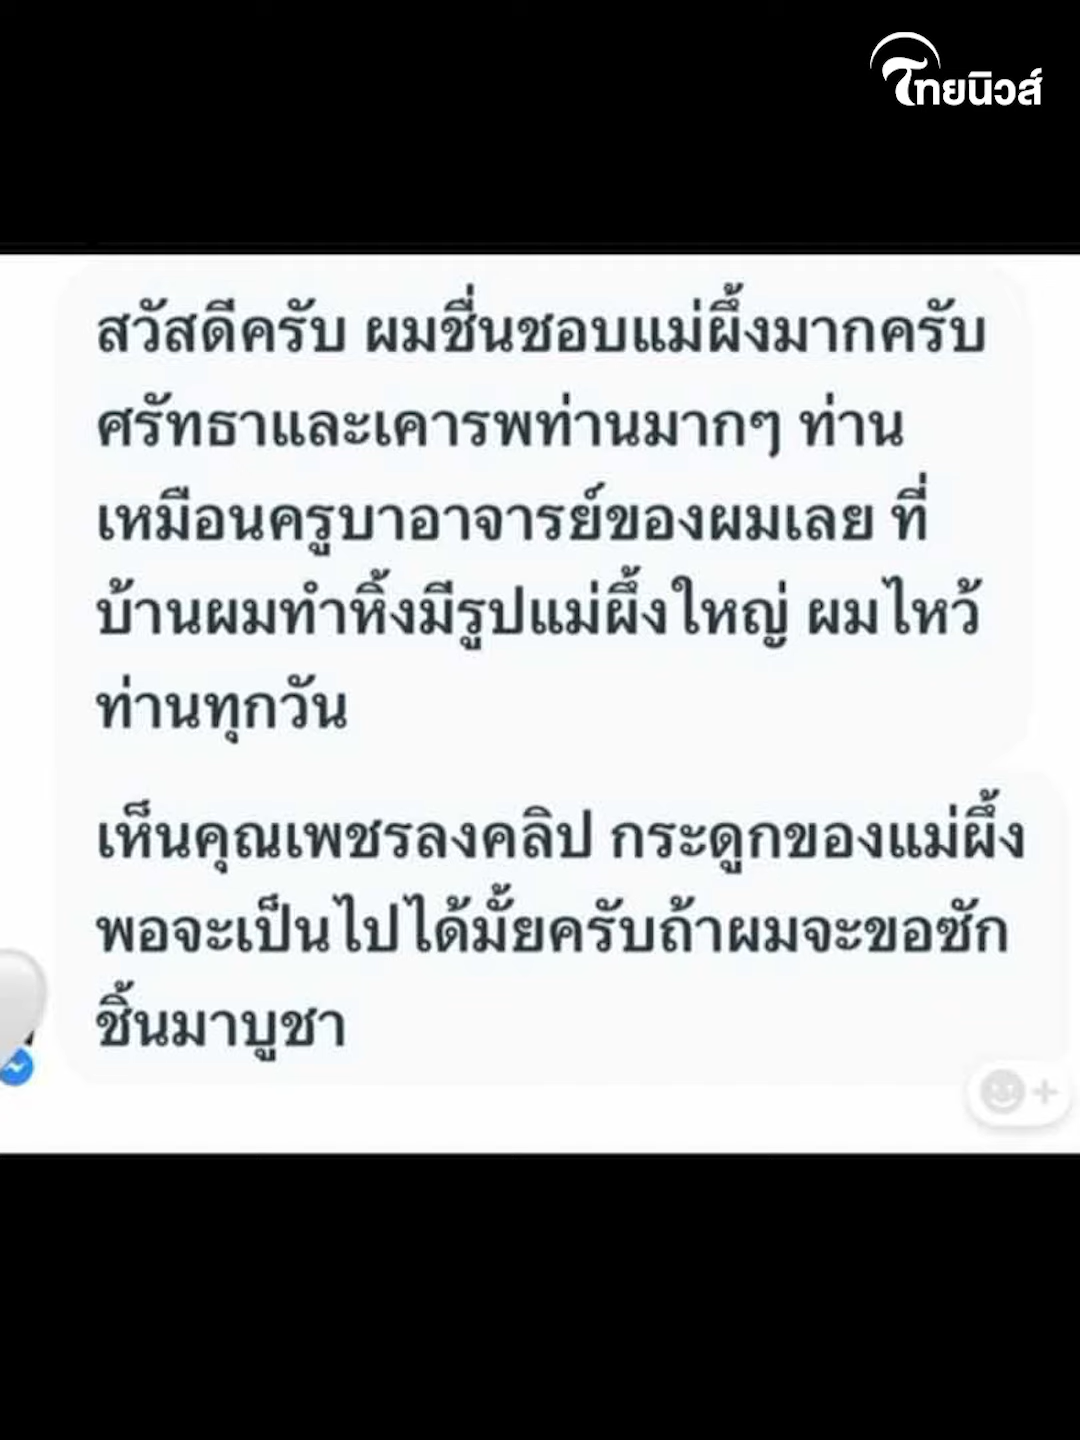 ไทยนิวส์
สวัสดีครับ ผมชื่นชอบแม่ผึ้งมากครับ
ศรัทธาและเคารพท่านมากๆ ท่าน
เหมือนครูบาอาจารย์ของผมเลย ที่
บ้านผมทำหิ้งมีรูปแม่ผึ้งใหญ่ ผมไหว้
ท่านทุกวัน
เห็นคุณเพชรลงคลิป กระดูกของแม่ผึ้ง
พอจะเป็นไปได้มั้ยครับถ้าผมจะขอซัก
ชิ้นมาบูชา